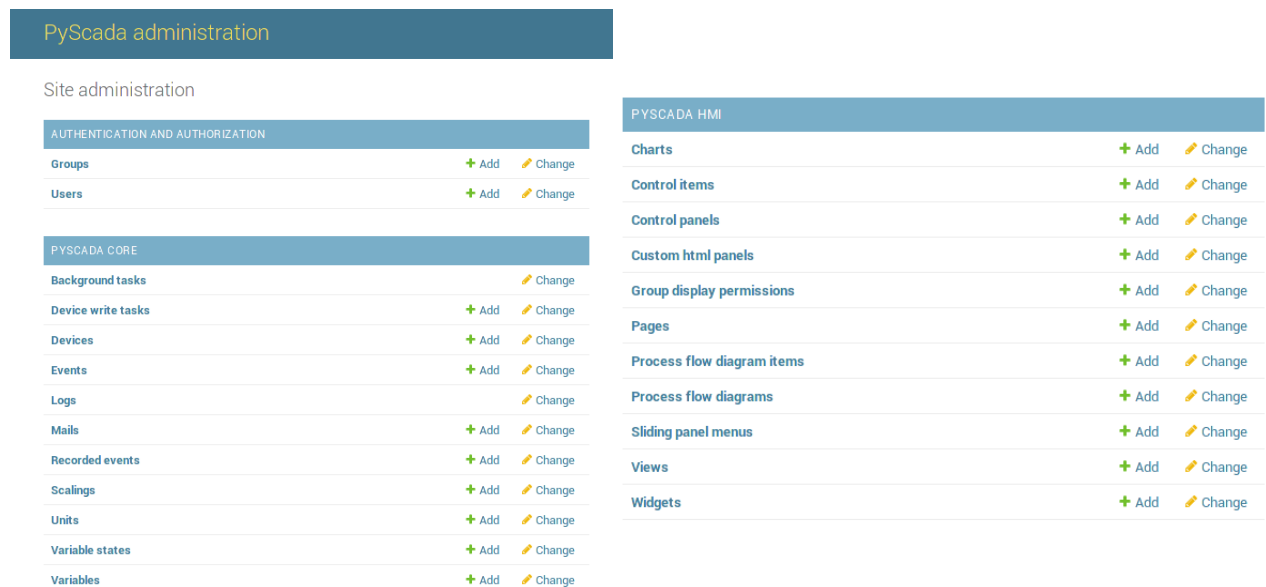 PyScada administration
Site administration
AUTHENTICATION AND AUTHORIZATION
Groups Add Change
Users Add Change
PYSCADA CORE
Background tasks Change
Device write tasks Add Change
Devices Add Change
Events Add Change
Logs Change
Mails Add Change
Recorded events Add Change
Scalings Add Change
Units Add Change
Variable states Add Change
Variables Add Change
PYSCADA HMI
Charts Add Change
Control items Add Change
Control panels Add Change
Custom html panels Add Change
Group display permissions Add Change
Pages Add Change
Process flow diagram items Add Change
Process flow diagrams Add Change
Sliding panel menus Add Change
Views Add Change
Widgets Add Change